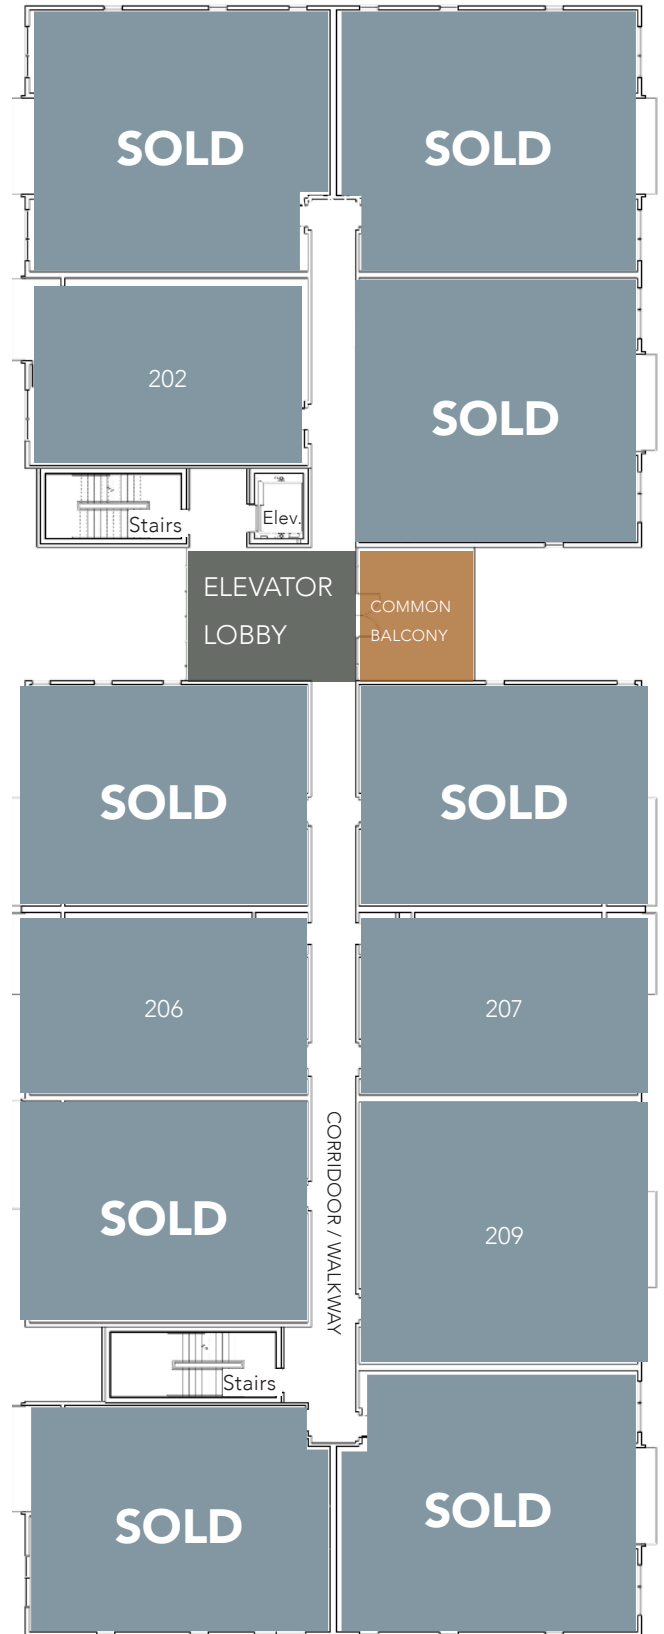 SOLD
SOLD
202
SOLD
Stairs
Elev.
ELEVATOR
LOBBY
COMMON
BALCONY
SOLD
SOLD
206
207
CORRIDOOR / WALKWAY
SOLD
209
Stairs
SOLD
SOLD